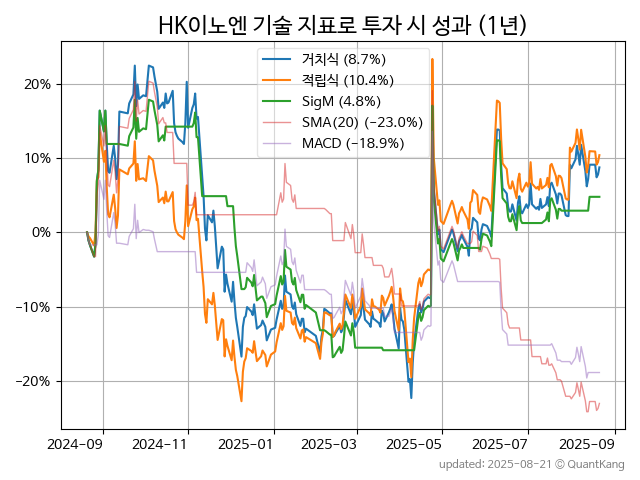 HK이노엔 기술 지표로 투자 시 성과 (1년)
거치식 (8.7%)
적립식 (10.4%)
SigM (4.8%)
SMA(20) (−23.0%)
MACD (−18.9%)
20%
10%
0%
−10%
−20%
2024−09 2024−11 2025−01 2025−03 2025−05 2025−07 2025−09
updated: 2025−08−21 © QuantKang